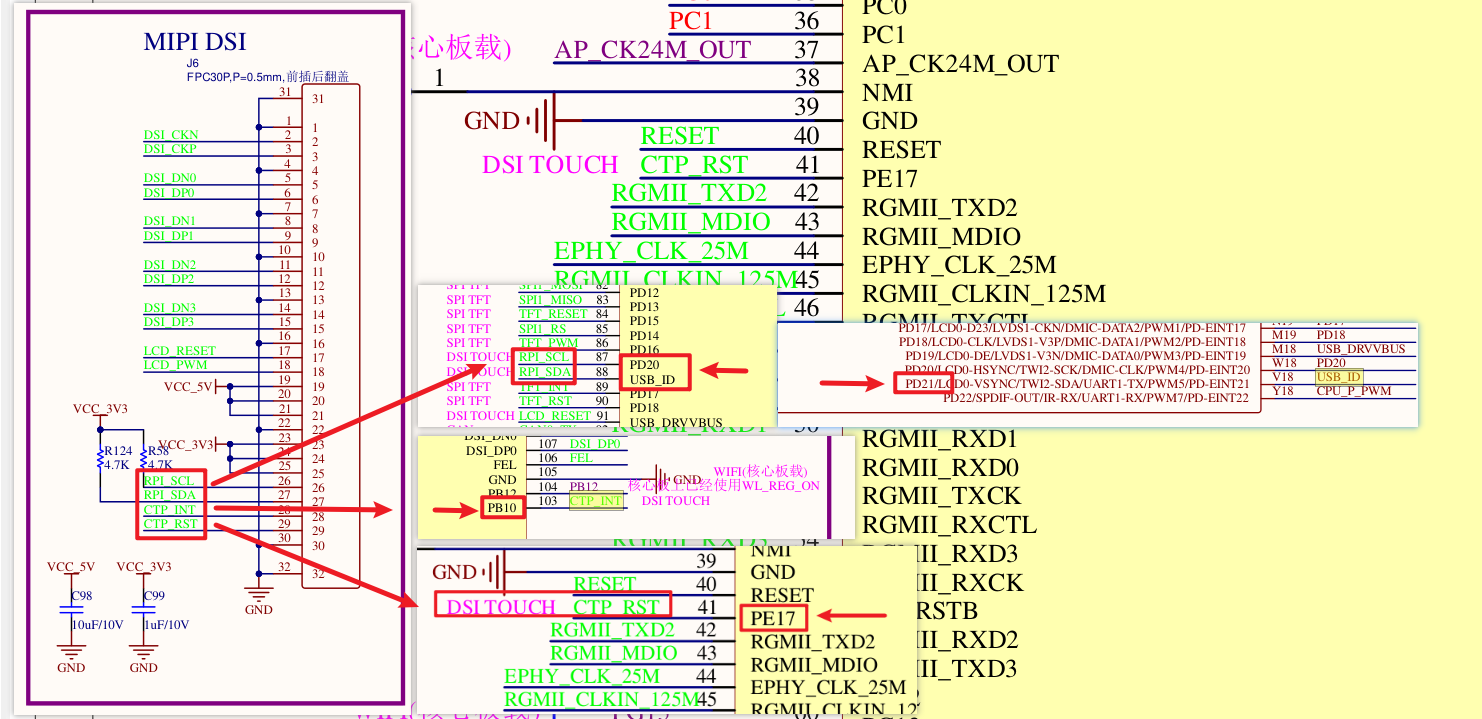 MIPI DSI
J6
FPC30P,P=0.5mm,前插后翻盖
31 31
1 1
DSI_CKN 2 2
DSI_CKP 3 3
4 4
DSI_DN0 5 5
DSI_DP0 6 6
7 7
DSI_DN1 8 8
DSI_DP1 9 9
10 10
DSI_DN2 11 11
DSI_DP2 12 12
13 13
DSI_DN3 14 14
DSI_DP3 15 15
16 16
LCD_RESET 17 17
LCD_PWM 18 18
19 19
VCC_5V 20 20
21 21
VCC_3V3 22 22
23 23
R124 4.7K R58 4.7K VCC_3V3 24 24
25 25
RPI_SCL 26 26
RPI_SDA 27 27
CTP_INT 28 28
CTP_RST 29 29
30 30
32 32
GND
VCC_5V VCC_3V3
C98 C99
10uF/10V 1uF/10V
GND GND
PC0
PC1 36 PC1
心板载) AP_CK24M_OUT 37 AP_CK24M_OUT
1 38 NMI
GND 39 GND
RESET 40 RESET
DSI TOUCH CTP_RST 41 PE17
RGMII_TXD2 42 RGMII_TXD2
RGMII_MDIO 43 RGMII_MDIO
EPHY_CLK_25M 44 EPHY_CLK_25M
RGMII_CLKIN_125M 45 RGMII_CLKIN_125M
46 RGMII_TXCTL
SPI TFT SPI1_MOSI 82 PD12
SPI TFT SPI1_MISO 83 PD13
SPI TFT TFT_RESET 84 PD15
SPI TFT SPI1_RS 85 PD14
SPI TFT TFT_PWM 86 PD16
DSI TOUCH RPI_SCL 87 PD20
DSI TOUCH RPI_SDA 88 USB_ID
SPI TFT TFT_INT 89 PD17
SPI TFT TFT_RST 90 PD18
DSI TOUCH LCD_RESET 91 USB_DRVVBUS
PD17/LCD0-D23/LVDS1-CKN/DMIC-DATA2/PWM1/PD-EINT17 N19 PD17
PD18/LCD0-CLK/LVDS1-V3P/DMIC-DATA1/PWM2/PD-EINT18 M19 PD18
PD19/LCD0-DE/LVDS1-V3N/DMIC-DATA0/PWM3/PD-EINT19 M18 USB_DRVVBUS
PD20/LCD0-HSYNC/TWI2-SCK/DMIC-CLK/PWM4/PD-EINT20 W18 PD20
PD21/LCD0-VSYNC/TWI2-SDA/UART1-TX/PWM5/PD-EINT21 V18 USB_ID
PD22/SPDIF-OUT/IR-RX/UART1-RX/PWM7/PD-EINT22 Y18 CPU_P_PWM
RGMII_RXD1
DSI_DN0
DSI_DP0 107 DSI_DP0
FEL 106 FEL
GND 105 GND WIFI(核心板载)
PB12 104 PB12 核心板上已经使用WL_REG_ON
PB10 103 CTP_INT DSI TOUCH
RGMII_RXD1
RGMII_RXD0
RGMII_TXCK
RGMII_RXCTL
RGMII_RXD3 54 II_RXD3
II_RXCK
RSTB
II_RXD2
II_TXD3
NMI
GND 39 GND
RESET 40 RESET
DSI TOUCH CTP_RST 41 PE17
RGMII_TXD2 42 RGMII_TXD2
RGMII_MDIO 43 RGMII_MDIO
EPHY_CLK_25M 44 EPHY_CLK_25M
RGMII_CLKIN_125M 45 RGMII_CLKIN_12
WIFI(核心板载)